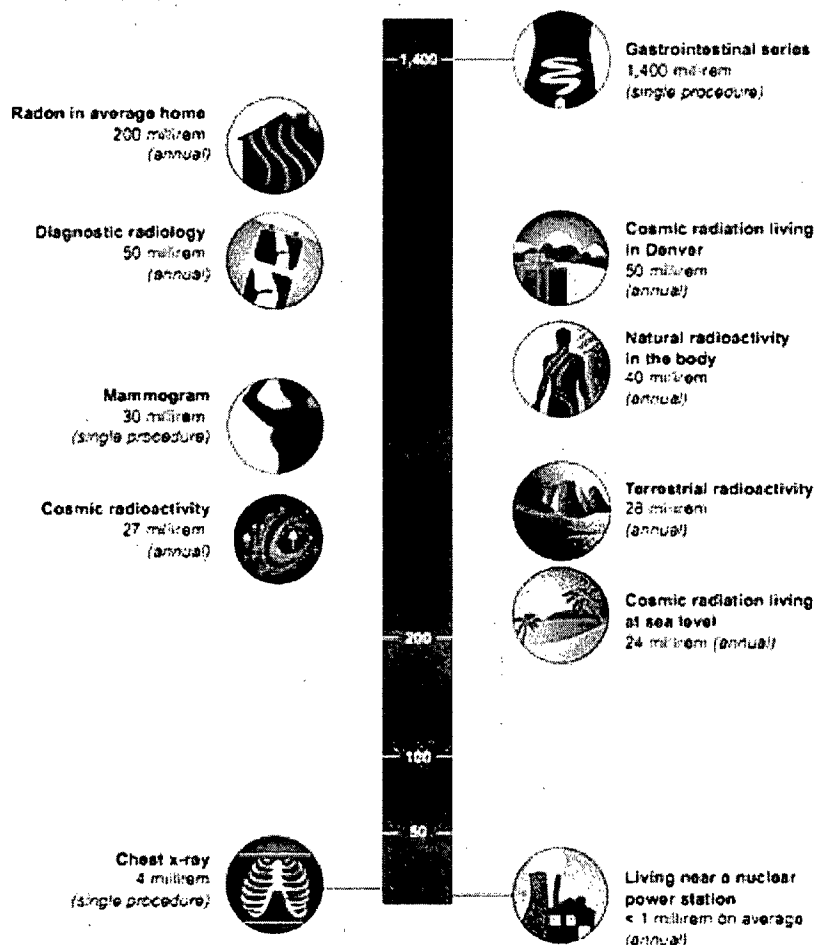 1,400
Gastrointestinal series
1,400 millirem
(single procedure)
Radon in average home
200 millirem
(annual)
Diagnostic radiology
50 millirem
(annual)
Cosmic radiation living
in Denver
50 millirem
(annual)
Natural radioactivity
in the body
40 millirem
(annual)
Mammogram
30 millirem
(single procedure)
Terrestrial radioactivity
28 millirem
(annual)
Cosmic radioactivity
27 millirem
(annual)
Cosmic radiation living
at sea level
24 millirem (annual)
200
100
50
Chest x-ray
4 millirem
(single procedure)
Living near a nuclear
power station
< 1 millirem on average
(annual)